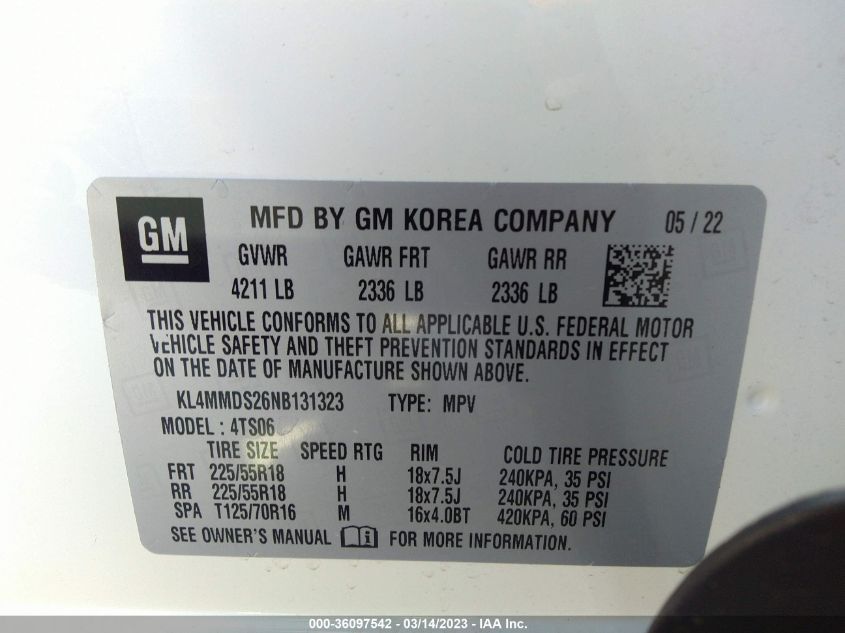 GM
MFD BY GM KOREA COMPANY 05 / 22
GVWR GAWR FRT GAWR RR
4211 LB 2336 LB 2336 LB
THIS VEHICLE CONFORMS TO ALL APPLICABLE U.S. FEDERAL MOTOR
VEHICLE SAFETY AND THEFT PREVENTION STANDARDS IN EFFECT
ON THE DATE OF MANUFACTURE SHOWN ABOVE.
KL4MMDS26NB131323 TYPE: MPV
MODEL : 4TS06
TIRE SIZE SPEED RTG RIM COLD TIRE PRESSURE
FRT 225/55R18 H 18x7.5J 240KPA, 35 PSI
RR 225/55R18 H 18x7.5J 240KPA, 35 PSI
SPA T125/70R16 M 16x4.0BT 420KPA, 60 PSI
SEE OWNER'S MANUAL i FOR MORE INFORMATION.
000-36097542 - 03/14/2023 - IAA Inc.